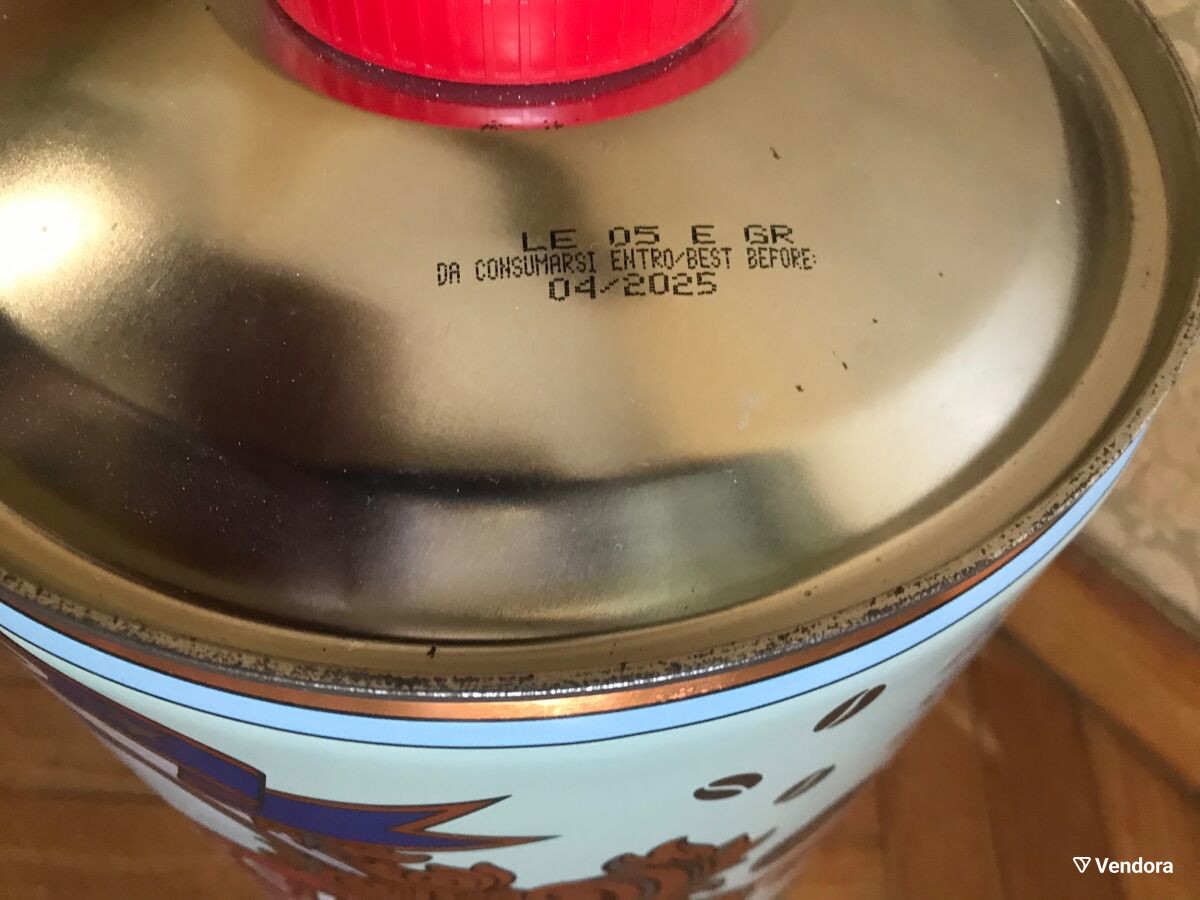 LE 05 E GR
DA CONSUMARSI ENTRO/BEST BEFORE:
04/2025
Vendora